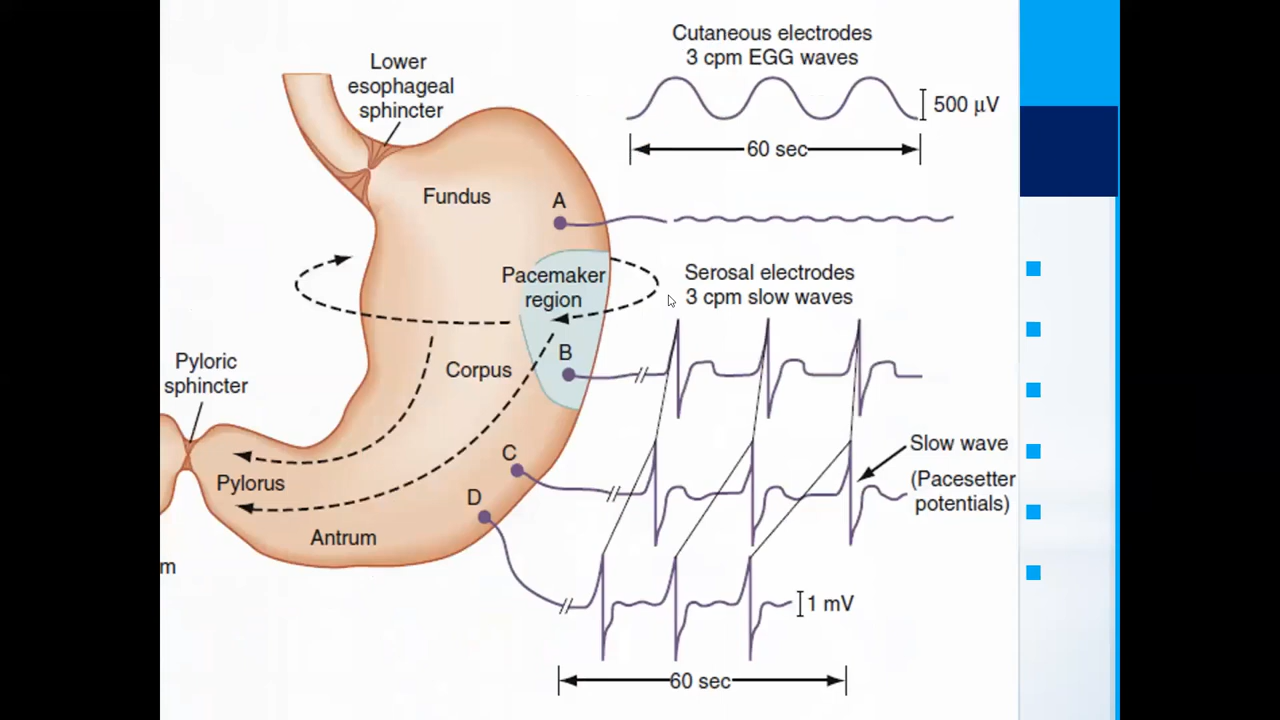 Cutaneous electrodes
3 cpm EGG waves
500 µV
60 sec
Lower
esophageal
sphincter
Fundus
A
Pacemaker
region
Serosal electrodes
3 cpm slow waves
B
Corpus
Pyloric
sphincter
C
Slow wave
(Pacesetter
potentials)
Pylorus
D
Antrum
m
1 mV
60 sec